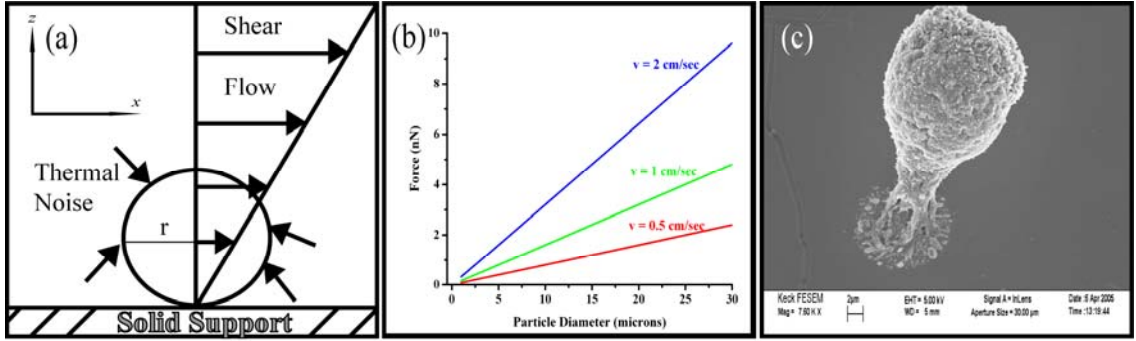 (a)
z
x
Shear
Flow
Thermal
Noise
r
Solid Support
(b)
10
8
6
4
2
0
Force (nN)
v = 2 cm/sec
v = 1 cm/sec
v = 0.5 cm/sec
0 5 10 15 20 25 30
Particle Diameter (microns)
(c)
Keck FESEM 2µm EHT = 5.00 kV Signal A = InLens Date :5 Apr 2005
Mag = 7.50 K X WD = 5 mm Aperture Size = 30.00 µm Time :13:19:44